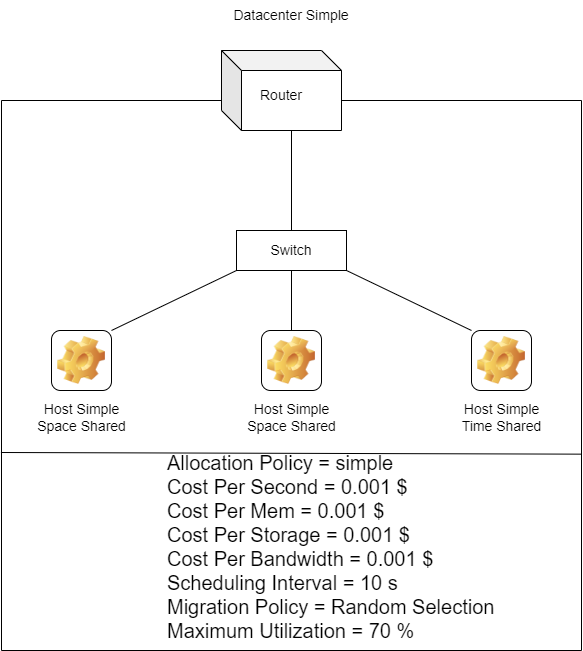 Datacenter Simple
Router
Switch
Host Simple
Space Shared
Host Simple
Space Shared
Host Simple
Time Shared
Allocation Policy = simple
Cost Per Second = 0.001 $
Cost Per Mem = 0.001 $
Cost Per Storage = 0.001 $
Cost Per Bandwidth = 0.001 $
Scheduling Interval = 10 s
Migration Policy = Random Selection
Maximum Utilization = 70 %